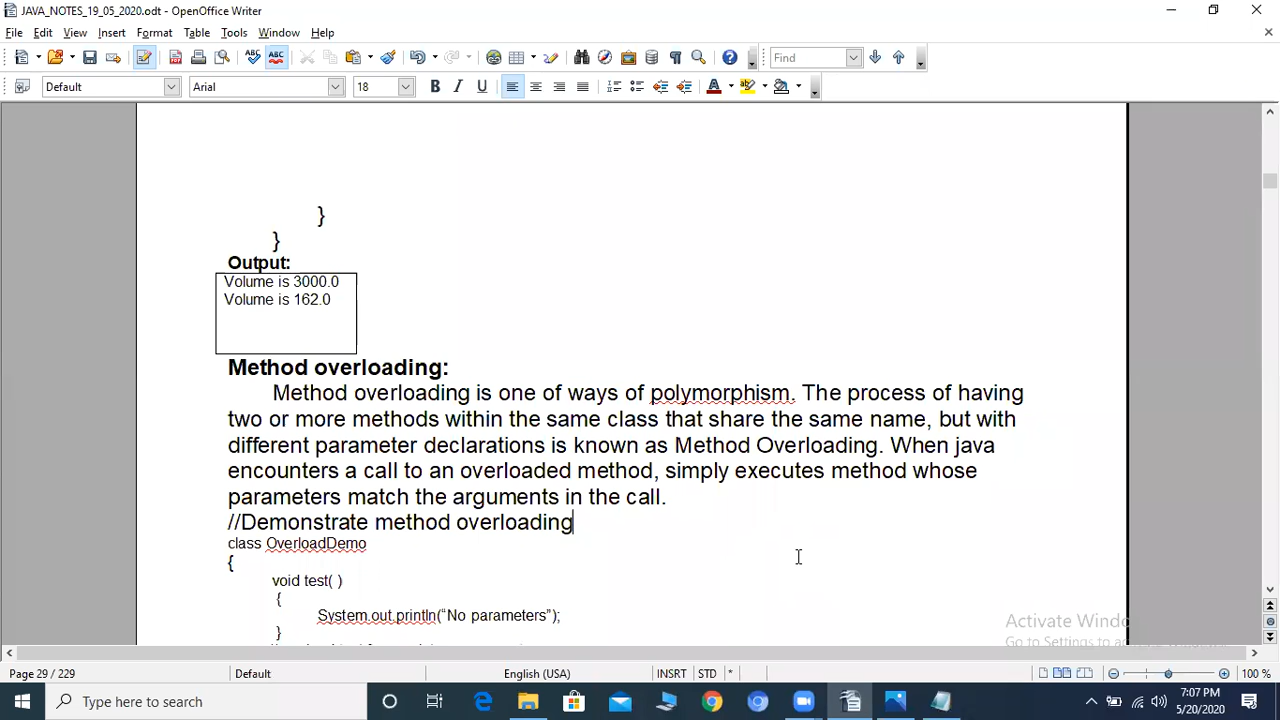 JAVA_NOTES_19_05_2020.odt - OpenOffice Writer
File Edit View Insert Format Table Tools Window Help
Find
Default Arial 18 B I U A
}
}
Output:
Volume is 3000.0
Volume is 162.0
Method overloading:
Method overloading is one of ways of polymorphism. The process of having
two or more methods within the same class that share the same name, but with
different parameter declarations is known as Method Overloading. When java
encounters a call to an overloaded method, simply executes method whose
parameters match the arguments in the call.
//Demonstrate method overloading
class OverloadDemo
{
void test( )
{
System.out.println(“No parameters”);
}
Activate Windo
Go to Settings to activate Windows.
Page 29 / 229 Default English (USA) INSRT STD * 100 %
Type here to search
7:07 PM
5/20/2020